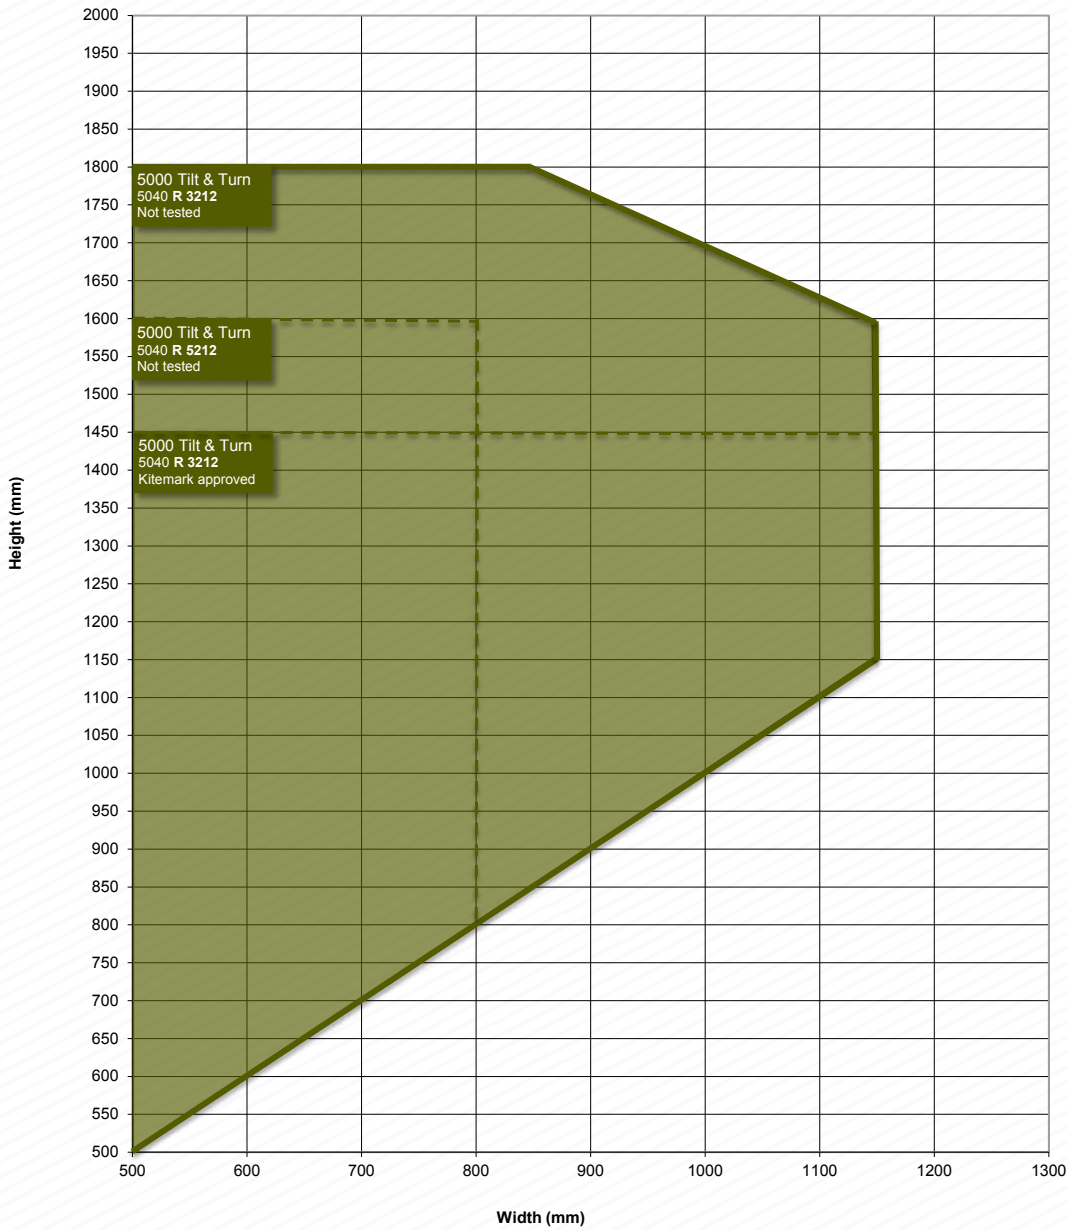 2000
1950
1900
1850
1800
5000 Tilt & Turn
5040 R 3212
Not tested
1750
1700
1650
1600
5000 Tilt & Turn
5040 R 5212
Not tested
1550
1500
1450
5000 Tilt & Turn
5040 R 3212
Kitemark approved
1400
1350
1300
1250
1200
1150
1100
1050
1000
950
900
850
800
750
700
650
600
550
500
Height (mm)
500 600 700 800 900 1000 1100 1200 1300
Width (mm)